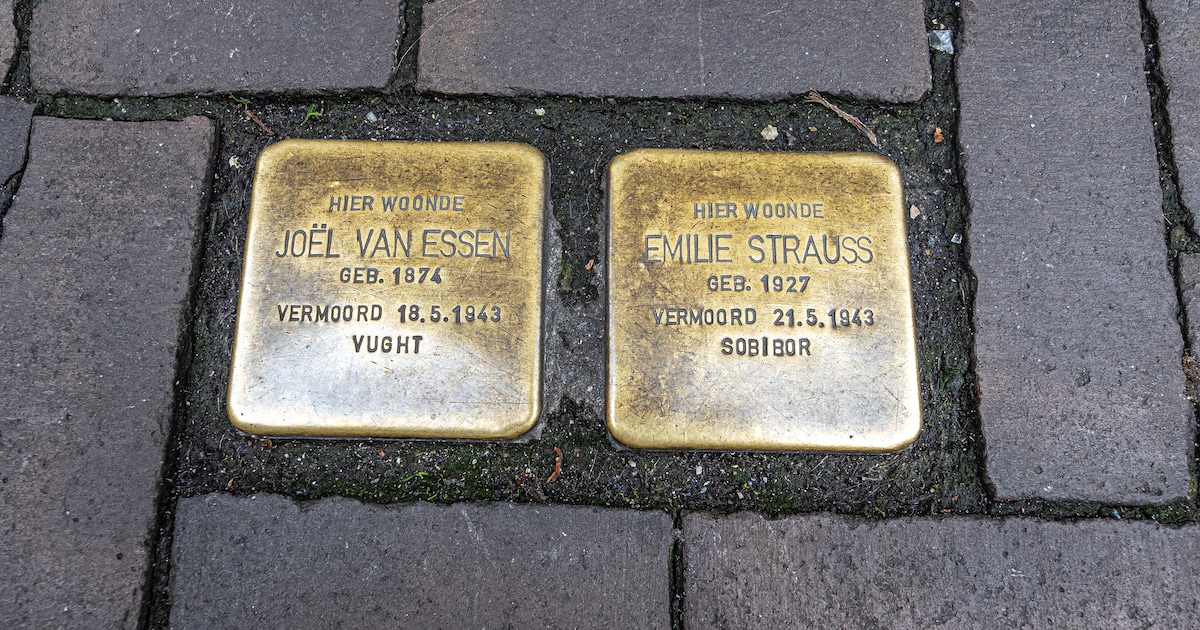 HIER WOONDE
JOËL VAN ESSEN
GEB. 1874
VERMOORD 18.5.1943
VUGHT
HIER WOONDE
EMILIE STRAUSS
GEB. 1927
VERMOORD 21.5.1943
SOBIBOR